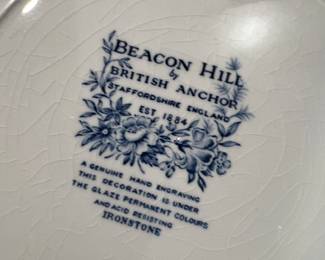 BEACON HILL
by
BRITISH ANCHOR
STAFFORDSHIRE ENGLAND
EST 1884
A GENUINE HAND ENGRAVING
THIS DECORATION IS UNDER
THE GLAZE PERMANENT COLOURS
AND ACID RESISTING
IRONSTONE